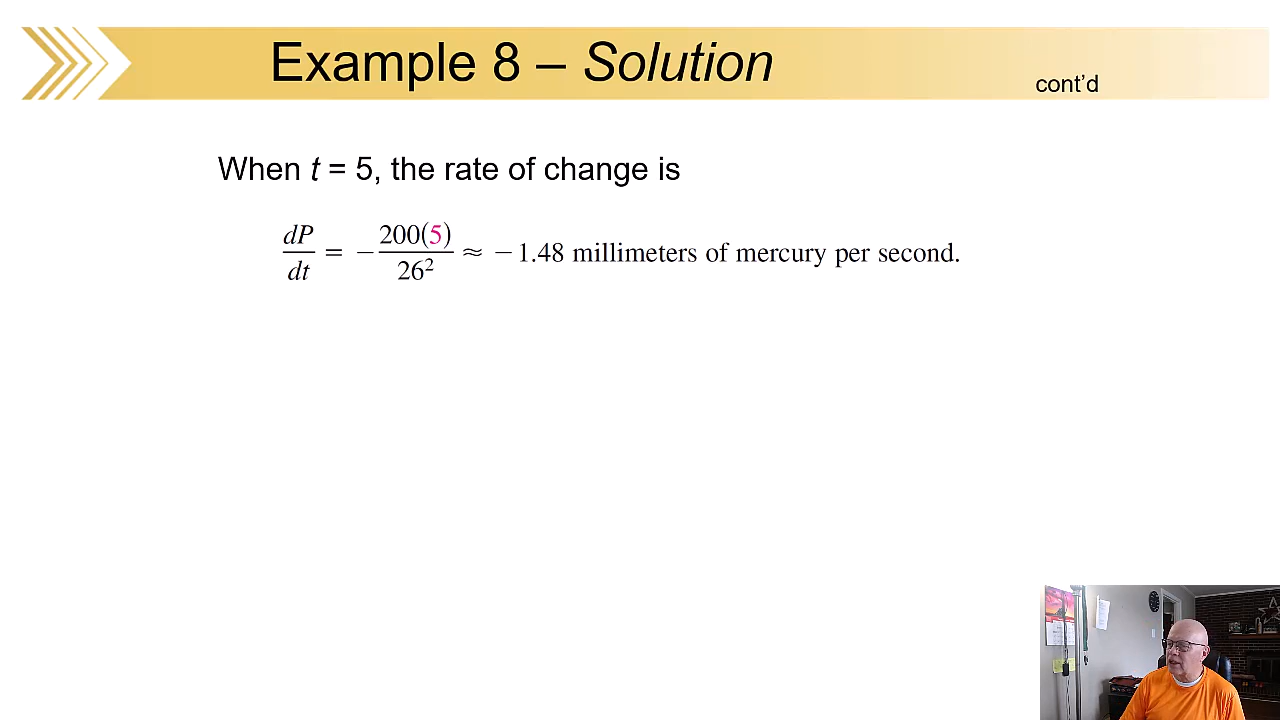 Example 8 – Solution
cont’d
When t = 5, the rate of change is
dP/dt = −200(5)/26² ≈ −1.48 millimeters of mercury per second.